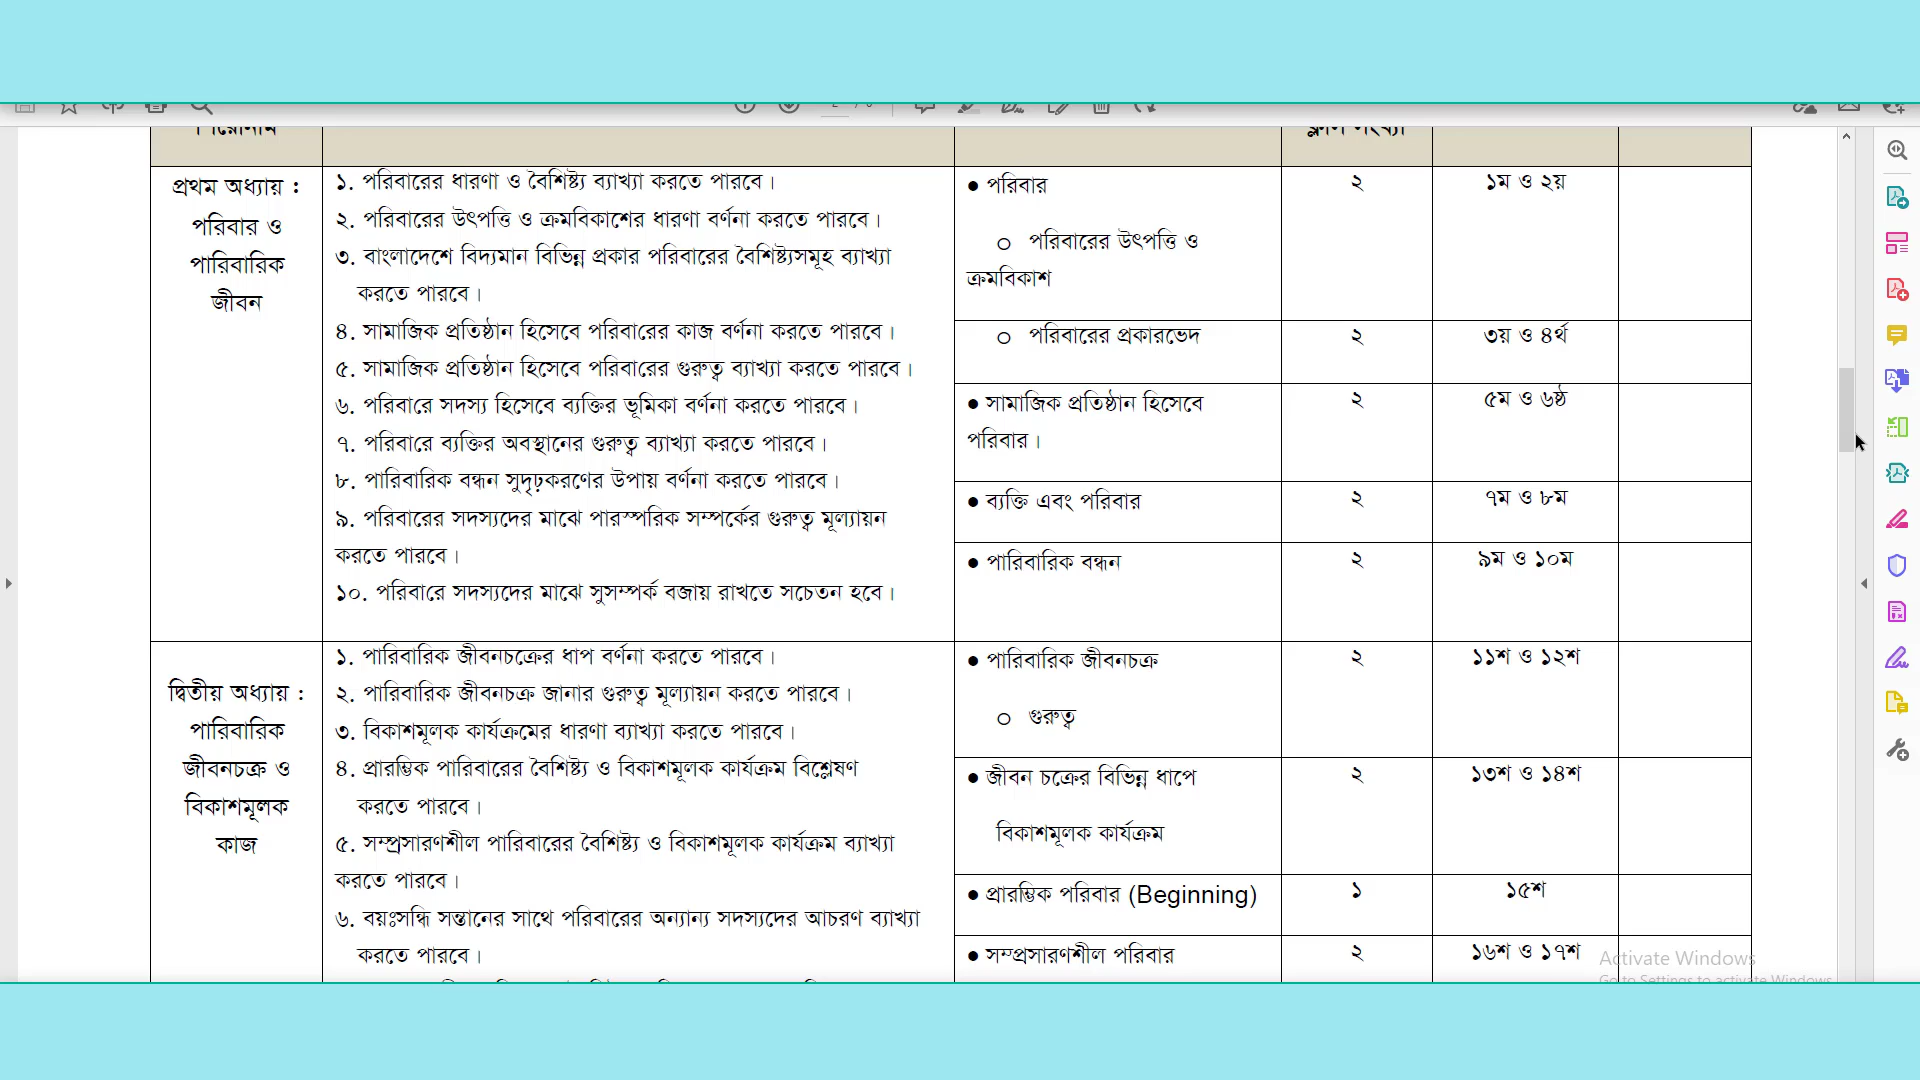 ক্লাস সংখ্যা
প্রথম অধ্যায় :
পরিবার ও
পারিবারিক
জীবন
১. পরিবারের ধারণা ও বৈশিষ্ট্য ব্যাখ্যা করতে পারবে।
২. পরিবারের উৎপত্তি ও ক্রমবিকাশের ধারণা বর্ণনা করতে পারবে।
৩. বাংলাদেশে বিদ্যমান বিভিন্ন প্রকার পরিবারের বৈশিষ্ট্যসমূহ ব্যাখ্যা
করতে পারবে।
৪. সামাজিক প্রতিষ্ঠান হিসেবে পরিবারের কাজ বর্ণনা করতে পারবে।
৫. সামাজিক প্রতিষ্ঠান হিসেবে পরিবারের গুরুত্ব ব্যাখ্যা করতে পারবে।
৬. পরিবারে সদস্য হিসেবে ব্যক্তির ভূমিকা বর্ণনা করতে পারবে।
৭. পরিবারে ব্যক্তির অবস্থানের গুরুত্ব ব্যাখ্যা করতে পারবে।
৮. পারিবারিক বন্ধন সুদৃঢ়করণের উপায় বর্ণনা করতে পারবে।
৯. পরিবারের সদস্যদের মাঝে পারস্পরিক সম্পর্কের গুরুত্ব মূল্যায়ন
করতে পারবে।
১০. পরিবারে সদস্যদের মাঝে সুসম্পর্ক বজায় রাখতে সচেতন হবে।
● পরিবার
o পরিবারের উৎপত্তি ও
ক্রমবিকাশ
২
১ম ও ২য়
o পরিবারের প্রকারভেদ
২
৩য় ও ৪র্থ
● সামাজিক প্রতিষ্ঠান হিসেবে
পরিবার।
২
৫ম ও ৬ষ্ঠ
● ব্যক্তি এবং পরিবার
২
৭ম ও ৮ম
● পারিবারিক বন্ধন
২
৯ম ও ১০ম
দ্বিতীয় অধ্যায় :
পারিবারিক
জীবনচক্র ও
বিকাশমূলক
কাজ
১. পারিবারিক জীবনচক্রের ধাপ বর্ণনা করতে পারবে।
২. পারিবারিক জীবনচক্র জানার গুরুত্ব মূল্যায়ন করতে পারবে।
৩. বিকাশমূলক কার্যক্রমের ধারণা ব্যাখ্যা করতে পারবে।
৪. প্রারম্ভিক পারিবারের বৈশিষ্ট্য ও বিকাশমূলক কার্যক্রম বিশ্লেষণ
করতে পারবে।
৫. সম্প্রসারণশীল পারিবারের বৈশিষ্ট্য ও বিকাশমূলক কার্যক্রম ব্যাখ্যা
করতে পারবে।
৬. বয়ঃসন্ধি সন্তানের সাথে পরিবারের অন্যান্য সদস্যদের আচরণ ব্যাখ্যা
করতে পারবে।
● পারিবারিক জীবনচক্র
o গুরুত্ব
২
১১শ ও ১২শ
● জীবন চক্রের বিভিন্ন ধাপে
বিকাশমূলক কার্যক্রম
২
১৩শ ও ১৪শ
● প্রারম্ভিক পরিবার (Beginning)
১
১৫শ
● সম্প্রসারণশীল পরিবার
২
১৬শ ও ১৭শ
Activate Windows
Go to Settings to activate Windows.